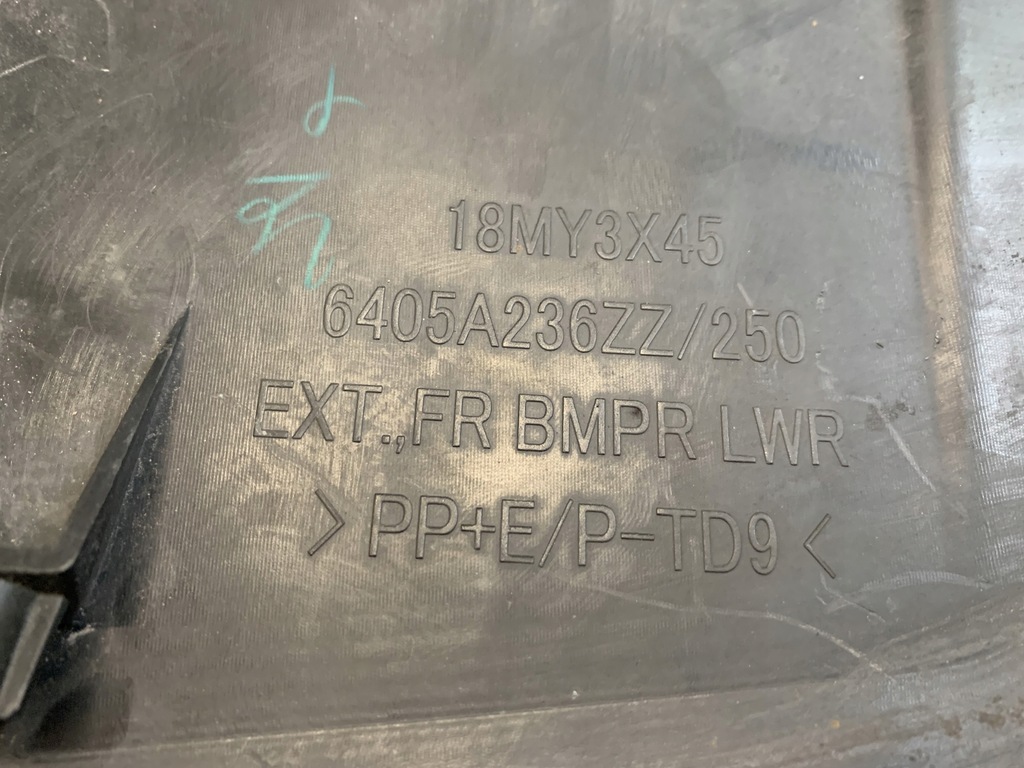 18MY3X45
6405A236ZZ/250
EXT.,FR BMPR LWR
>PP+E/P-TD9<